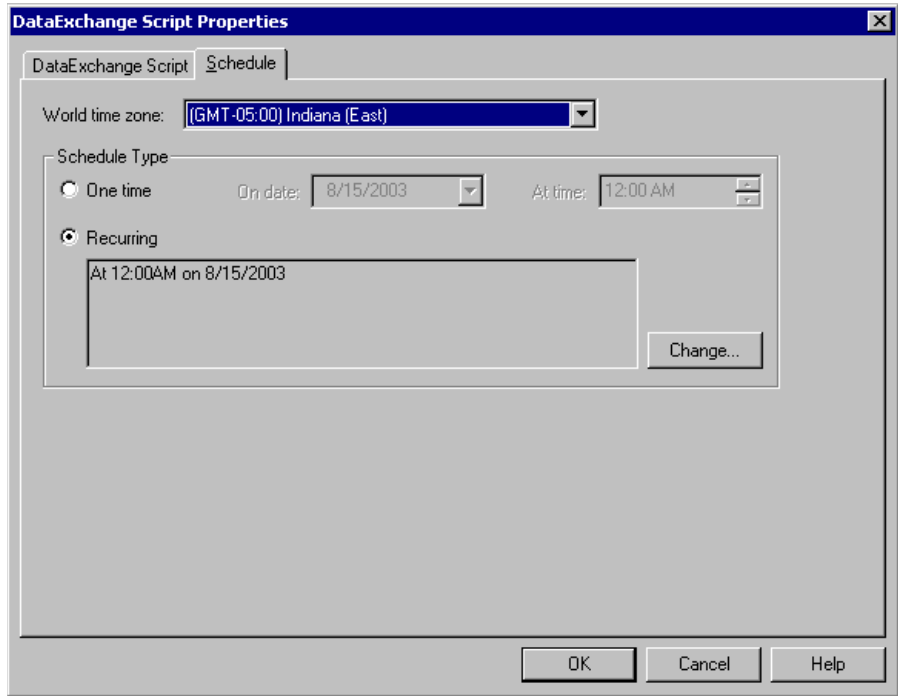 DataExchange Script Properties
DataExchange Script Schedule
World time zone: (GMT-05:00) Indiana (East)
Schedule Type
One time On date: 8/15/2003 At time: 12:00 AM
Recurring
At 12:00AM on 8/15/2003
Change...
OK Cancel Help